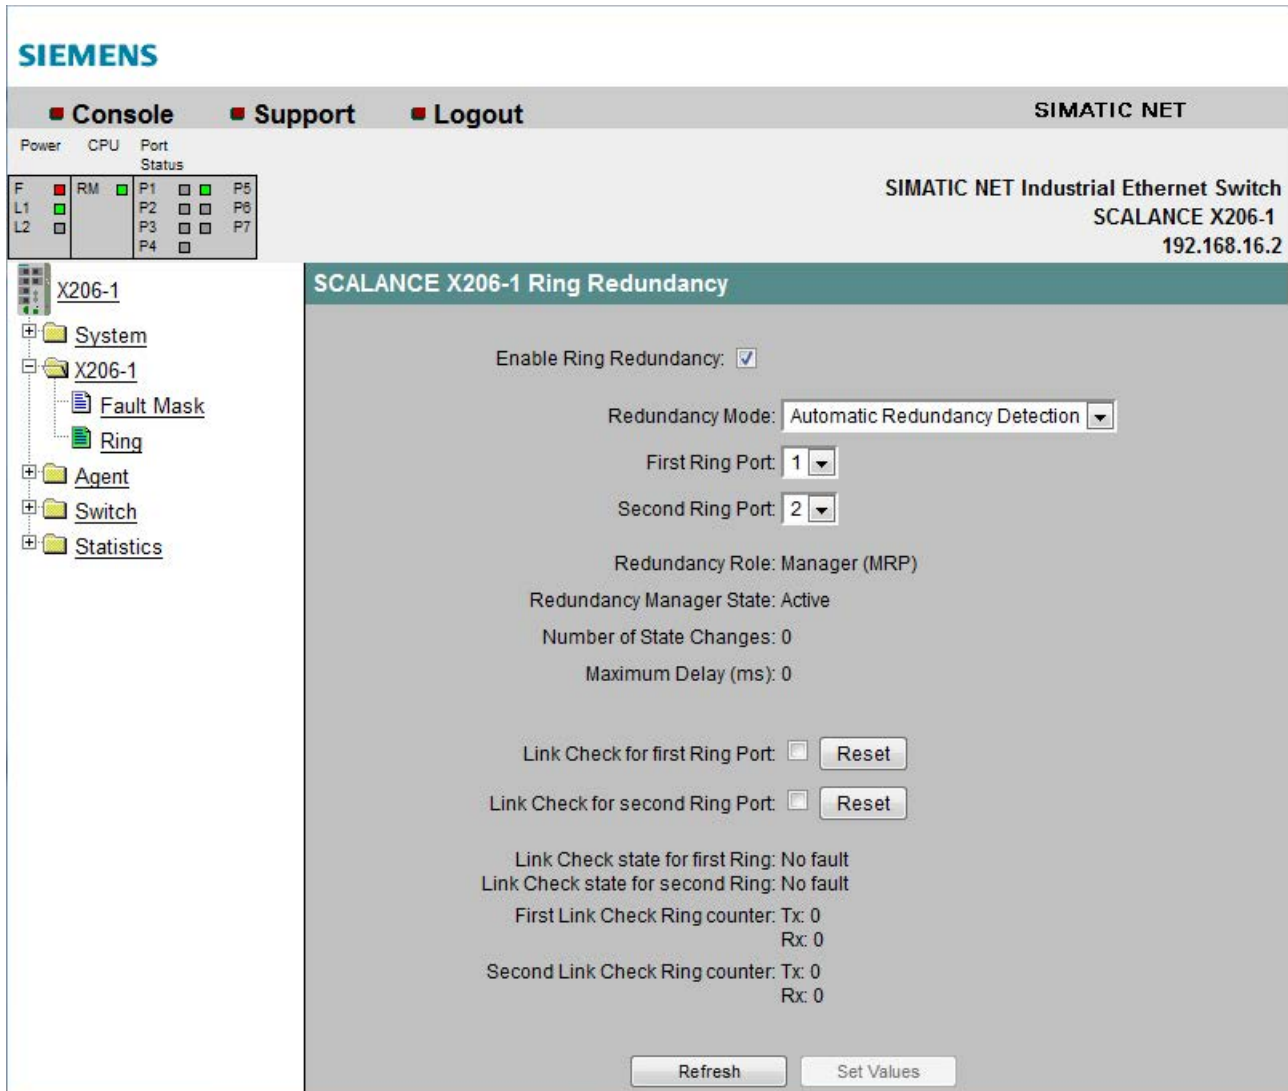 SIEMENS
Console Support Logout SIMATIC NET
Power CPU Port
Status
F RM P1 P5
L1 P2 P6
L2 P3 P7
P4
SIMATIC NET Industrial Ethernet Switch
SCALANCE X206-1
192.168.16.2
X206-1
System
X206-1
Fault Mask
Ring
Agent
Switch
Statistics
SCALANCE X206-1 Ring Redundancy
Enable Ring Redundancy:
Redundancy Mode: Automatic Redundancy Detection
First Ring Port: 1
Second Ring Port: 2
Redundancy Role: Manager (MRP)
Redundancy Manager State: Active
Number of State Changes: 0
Maximum Delay (ms): 0
Link Check for first Ring Port: Reset
Link Check for second Ring Port: Reset
Link Check state for first Ring: No fault
Link Check state for second Ring: No fault
First Link Check Ring counter: Tx: 0
Rx: 0
Second Link Check Ring counter: Tx: 0
Rx: 0
Refresh Set Values